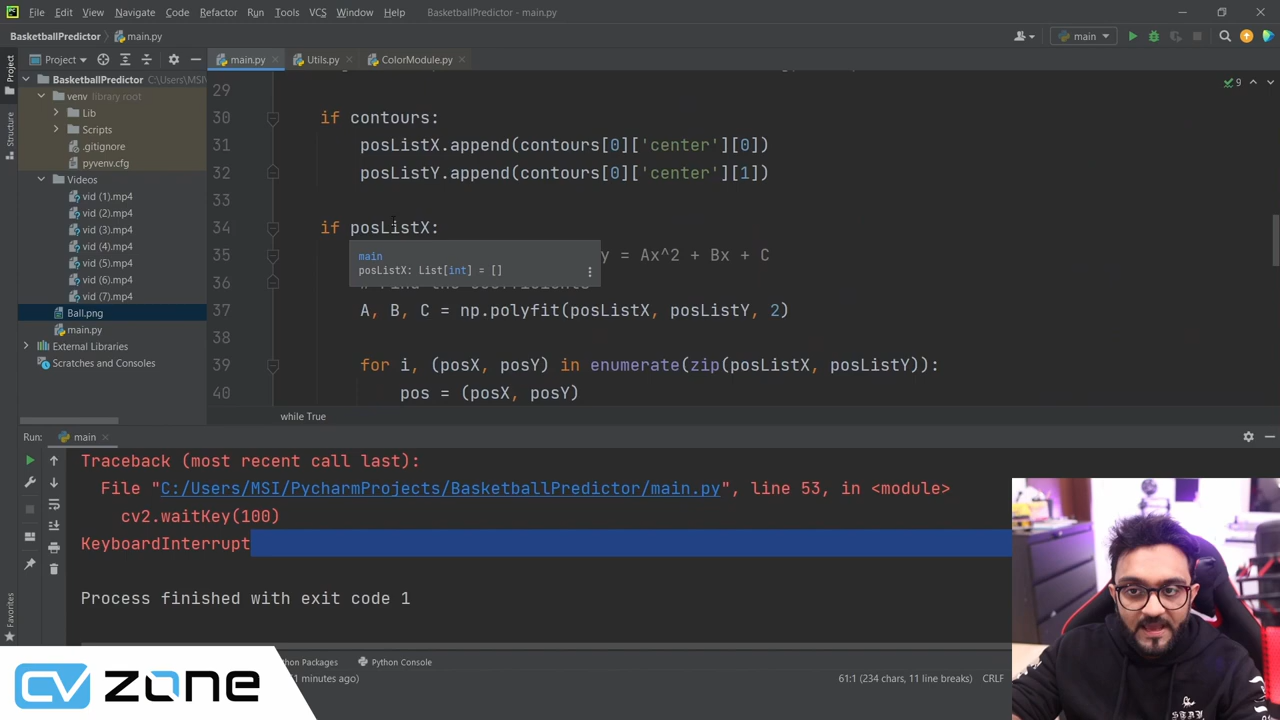 File Edit View Navigate Code Refactor Run Tools VCS Window Help BasketballPredictor - main.py
BasketballPredictor main.py
main
Project
main.py Utils.py ColorModule.py
BasketballPredictor C:\Users\MSI\
venv library root
Lib
Scripts
.gitignore
pyvenv.cfg
Videos
vid (1).mp4
vid (2).mp4
vid (3).mp4
vid (4).mp4
vid (5).mp4
vid (6).mp4
vid (7).mp4
Ball.png
main.py
External Libraries
Scratches and Consoles
Project
Structure
Favorites
9
29
30 if contours:
31 posListX.append(contours[0]['center'][0])
32 posListY.append(contours[0]['center'][1])
33
34 if posListX:
35 y = Ax^2 + Bx + C
main
posListX: List[int] = []
36
37 A, B, C = np.polyfit(posListX, posListY, 2)
38
39 for i, (posX, posY) in enumerate(zip(posListX, posListY)):
40 pos = (posX, posY)
while True
Run: main
Traceback (most recent call last):
File "C:/Users/MSI/PycharmProjects/BasketballPredictor/main.py", line 53, in <module>
cv2.waitKey(100)
KeyboardInterrupt
Process finished with exit code 1
Packages Python Console
minutes ago)
61:1 (234 chars, 11 line breaks) CRLF
CV zone